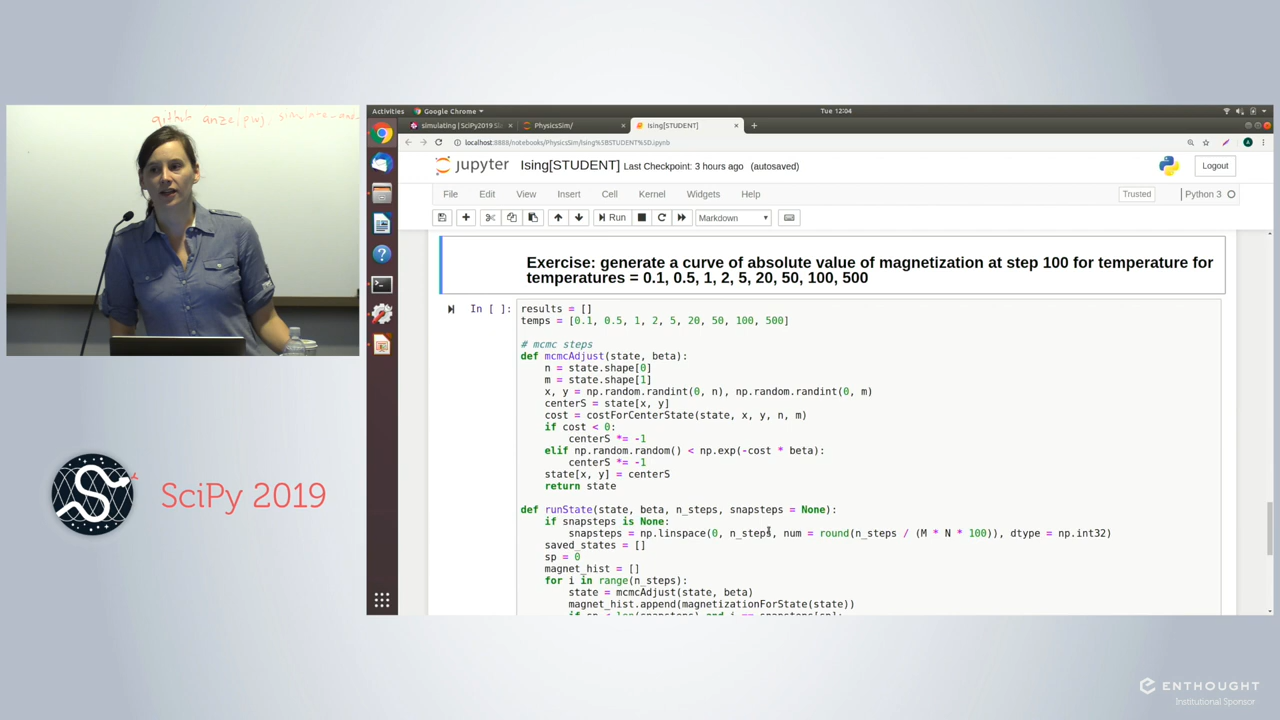 github
Activities
Google Chrome
Tue 12:04
simulating | SciPy2019 Si
PhysicsSim/
Ising[STUDENT]
localhost:8888/notebooks/PhysicsSim/Ising%5BSTUDENT%5D.ipynb
jupyter Ising[STUDENT] Last Checkpoint: 3 hours ago (autosaved)
Logout
File Edit View Insert Cell Kernel Widgets Help
Trusted
Python 3
Run
Markdown
Exercise: generate a curve of absolute value of magnetization at step 100 for temperature for
temperatures = 0.1, 0.5, 1, 2, 5, 20, 50, 100, 500
In [ ]:
results = []
temps = [0.1, 0.5, 1, 2, 5, 20, 50, 100, 500]
# mcmc steps
def mcmcAdjust(state, beta):
n = state.shape[0]
m = state.shape[1]
x, y = np.random.randint(0, n), np.random.randint(0, m)
centerS = state[x, y]
cost = costForCenterState(state, x, y, n, m)
if cost < 0:
centerS *= -1
elif np.random.random() < np.exp(-cost * beta):
centerS *= -1
state[x, y] = centerS
return state
def runState(state, beta, n_steps, snapsteps = None):
if snapsteps is None:
snapsteps = np.linspace(0, n_steps, num = round(n_steps / (M * N * 100)), dtype = np.int32)
saved_states = []
sp = 0
magnet_hist = []
for i in range(n_steps):
state = mcmcAdjust(state, beta)
magnet_hist.append(magnetizationForState(state))
SciPy 2019
ENTHOUGHT
Institutional Sponsor